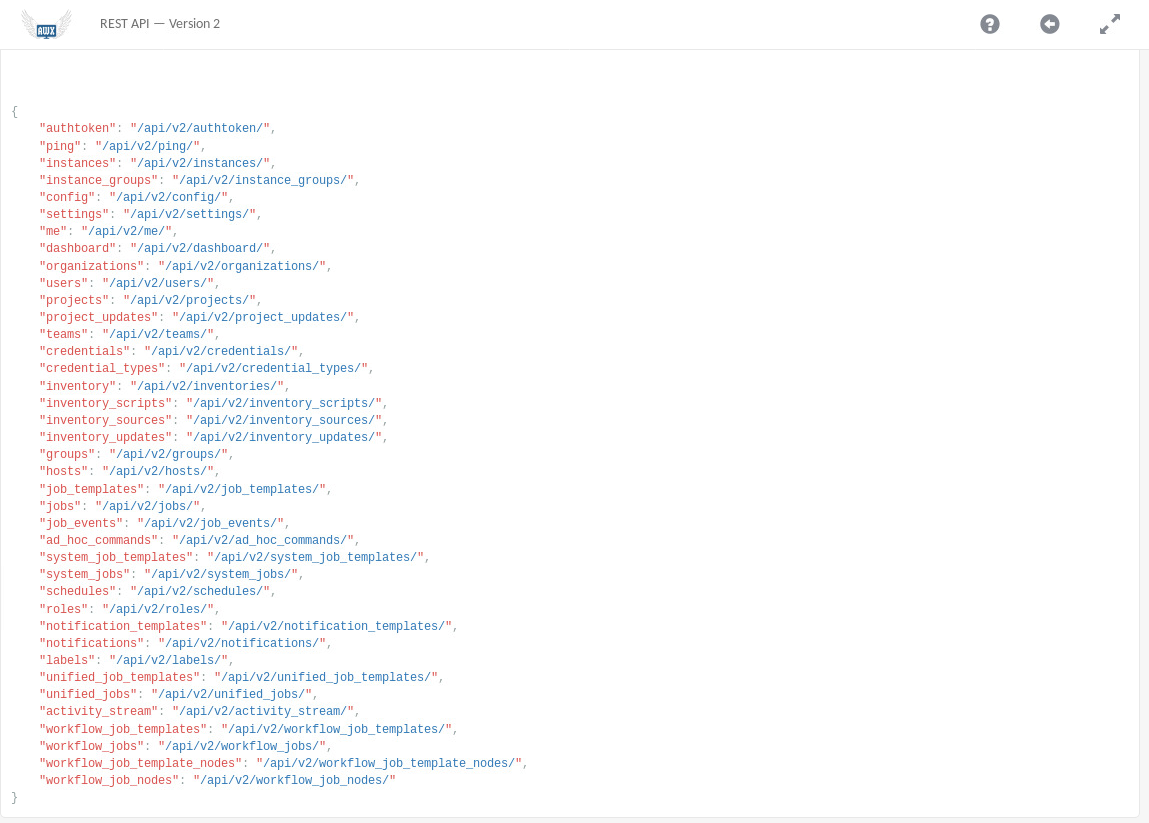 AWX
REST API — Version 2
{
    "authtoken": "/api/v2/authtoken/",
    "ping": "/api/v2/ping/",
    "instances": "/api/v2/instances/",
    "instance_groups": "/api/v2/instance_groups/",
    "config": "/api/v2/config/",
    "settings": "/api/v2/settings/",
    "me": "/api/v2/me/",
    "dashboard": "/api/v2/dashboard/",
    "organizations": "/api/v2/organizations/",
    "users": "/api/v2/users/",
    "projects": "/api/v2/projects/",
    "project_updates": "/api/v2/project_updates/",
    "teams": "/api/v2/teams/",
    "credentials": "/api/v2/credentials/",
    "credential_types": "/api/v2/credential_types/",
    "inventory": "/api/v2/inventories/",
    "inventory_scripts": "/api/v2/inventory_scripts/",
    "inventory_sources": "/api/v2/inventory_sources/",
    "inventory_updates": "/api/v2/inventory_updates/",
    "groups": "/api/v2/groups/",
    "hosts": "/api/v2/hosts/",
    "job_templates": "/api/v2/job_templates/",
    "jobs": "/api/v2/jobs/",
    "job_events": "/api/v2/job_events/",
    "ad_hoc_commands": "/api/v2/ad_hoc_commands/",
    "system_job_templates": "/api/v2/system_job_templates/",
    "system_jobs": "/api/v2/system_jobs/",
    "schedules": "/api/v2/schedules/",
    "roles": "/api/v2/roles/",
    "notification_templates": "/api/v2/notification_templates/",
    "notifications": "/api/v2/notifications/",
    "labels": "/api/v2/labels/",
    "unified_job_templates": "/api/v2/unified_job_templates/",
    "unified_jobs": "/api/v2/unified_jobs/",
    "activity_stream": "/api/v2/activity_stream/",
    "workflow_job_templates": "/api/v2/workflow_job_templates/",
    "workflow_jobs": "/api/v2/workflow_jobs/",
    "workflow_job_template_nodes": "/api/v2/workflow_job_template_nodes/",
    "workflow_job_nodes": "/api/v2/workflow_job_nodes/"
}